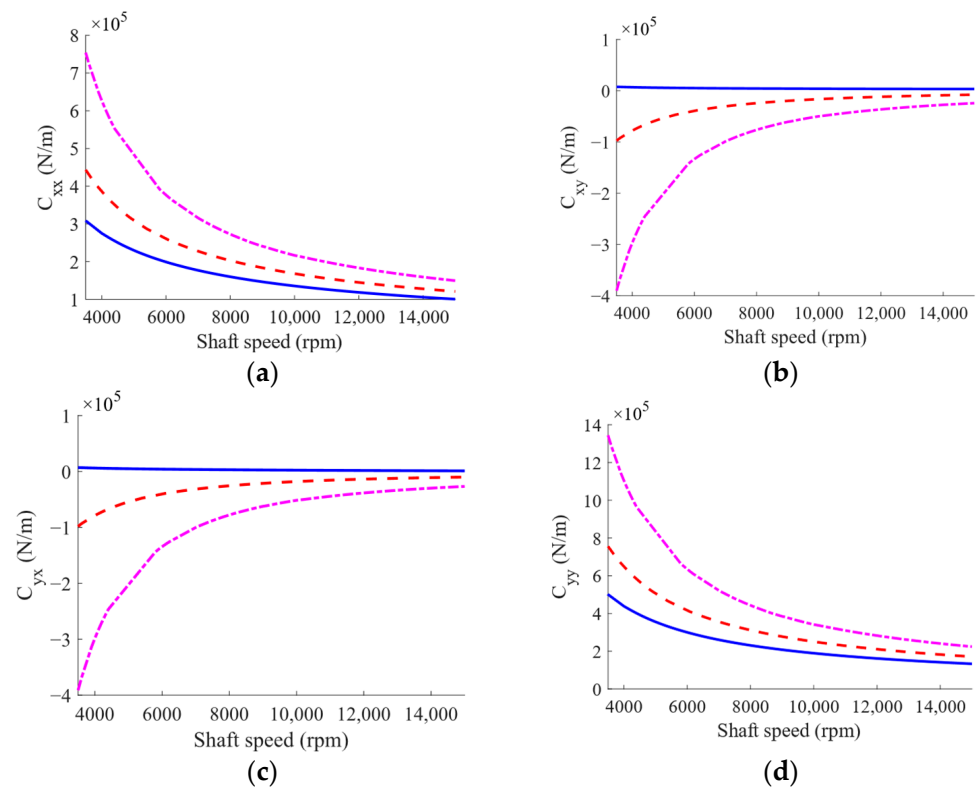 ×10⁵
8
7
6
5
4
3
2
1
C_xx (N/m)
4000 6000 8000 10,000 12,000 14,000
Shaft speed (rpm)
(a)
×10⁵
1
0
−1
−2
−3
−4
C_xy (N/m)
4000 6000 8000 10,000 12,000 14,000
Shaft speed (rpm)
(b)
×10⁵
1
0
−1
−2
−3
−4
C_yx (N/m)
4000 6000 8000 10,000 12,000 14,000
Shaft speed (rpm)
(c)
×10⁵
14
12
10
8
6
4
2
0
C_yy (N/m)
4000 6000 8000 10,000 12,000 14,000
Shaft speed (rpm)
(d)